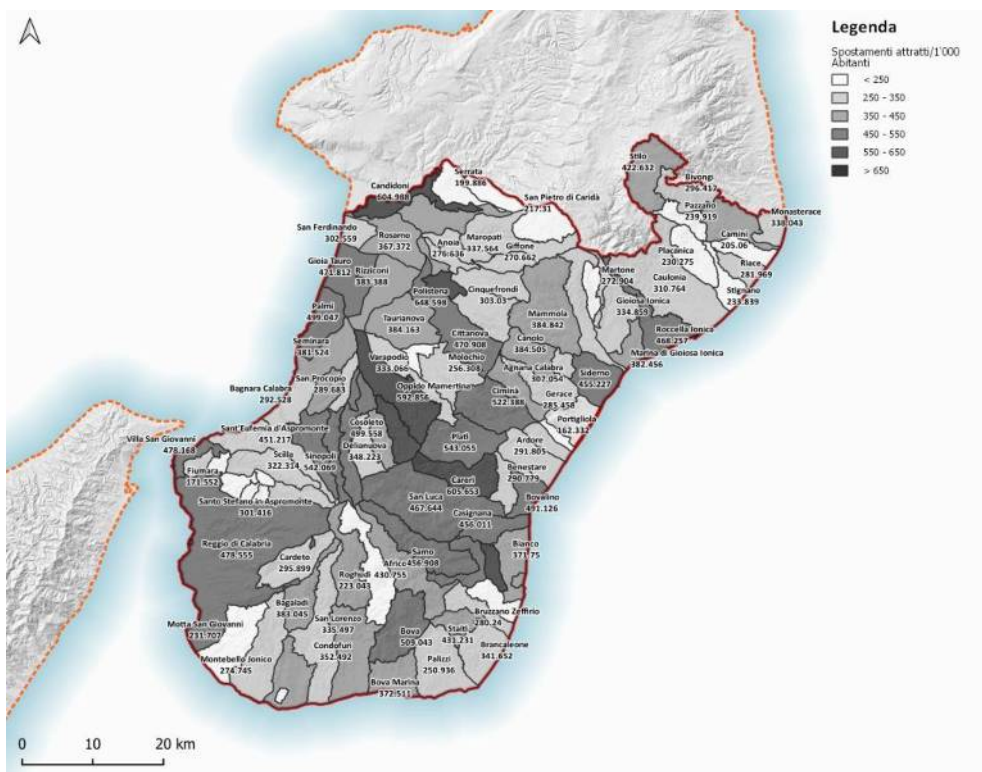 Legenda
Spostamenti attratti/1'000
Abitanti
< 250
250 - 350
350 - 450
450 - 550
550 - 650
> 650
Stilo
422.632
Bivongi
296.417
Serrata
199.886
Candidoni
604.988
San Pietro di Caridà
217.31
Pazzano
239.919
Monasterace
338.043
San Ferdinando
302.559
Rosarno
367.372
Anoia
276.636
Maropati
337.564
Giffone
270.662
Camini
205.06
Placanica
230.275
Riace
281.969
Gioia Tauro
471.812
Rizziconi
383.388
Martone
272.904
Caulonia
310.764
Stignano
233.839
Polistena
648.598
Cinquefrondi
303.03
Gioiosa Ionica
334.859
Palmi
499.047
Taurianova
384.163
Mammola
384.842
Roccella Ionica
468.257
Cittanova
470.908
Canolo
384.505
Seminara
381.524
Marina di Gioiosa Ionica
382.456
Varapodio
333.066
Molochio
256.308
Agnana Calabra
307.054
Siderno
455.227
San Procopio
289.683
Bagnara Calabra
292.528
Oppido Mamertina
592.856
Ciminà
522.388
Gerace
285.458
Portigliola
162.332
Sant'Eufemia d'Aspromonte
451.217
Cosoleto
499.558
Villa San Giovanni
478.168
Platì
543.055
Ardore
291.805
Delianuova
348.223
Scilla
322.314
Sinopoli
542.069
Fiumara
171.552
Careri
605.653
Benestare
290.779
Bovalino
491.126
San Luca
467.644
Santo Stefano in Aspromonte
301.416
Casignana
456.011
Reggio di Calabria
478.555
Bianco
371.75
Cardeto
295.899
Samo
456.908
Africo
430.755
Roghudi
223.043
Bagaladi
383.045
San Lorenzo
335.497
Bruzzano Zeffirio
280.24
Motta San Giovanni
231.707
Bova
509.043
Staiti
431.231
Condofuri
352.492
Brancaleone
341.652
Montebello Jonico
274.745
Palizzi
250.936
Bova Marina
372.511
0 10 20 km